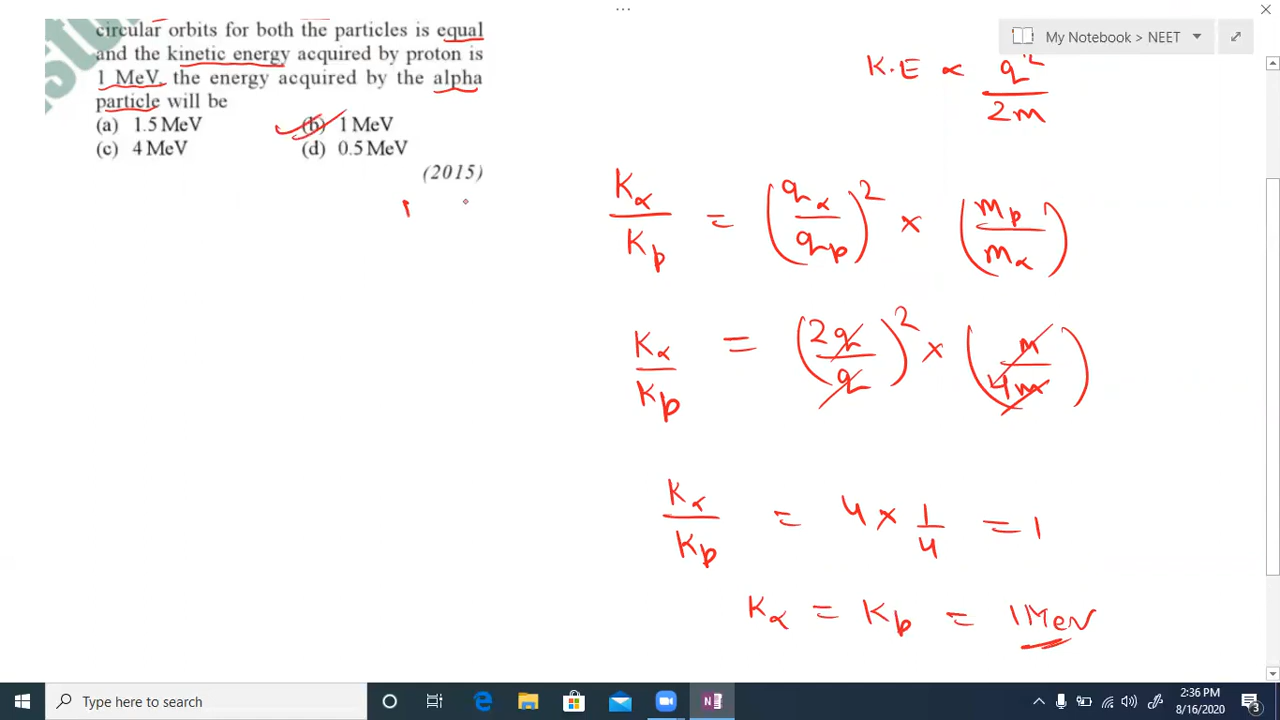 circular orbits for both the particles is equal
and the kinetic energy acquired by proton is
1 MeV, the energy acquired by the alpha
particle will be
(a) 1.5 MeV (b) 1 MeV
(c) 4 MeV (d) 0.5 MeV
(2015)
My Notebook > NEET
K.E ∝ q²/2m
Kα/Kp = (qα/qp)² × (mp/mα)
Kα/Kp = (2q/q)² × (m/4m)
Kα/Kp = 4 × 1/4 = 1
Kα = Kp = 1 MeV
Type here to search
2:36 PM
8/16/2020
3